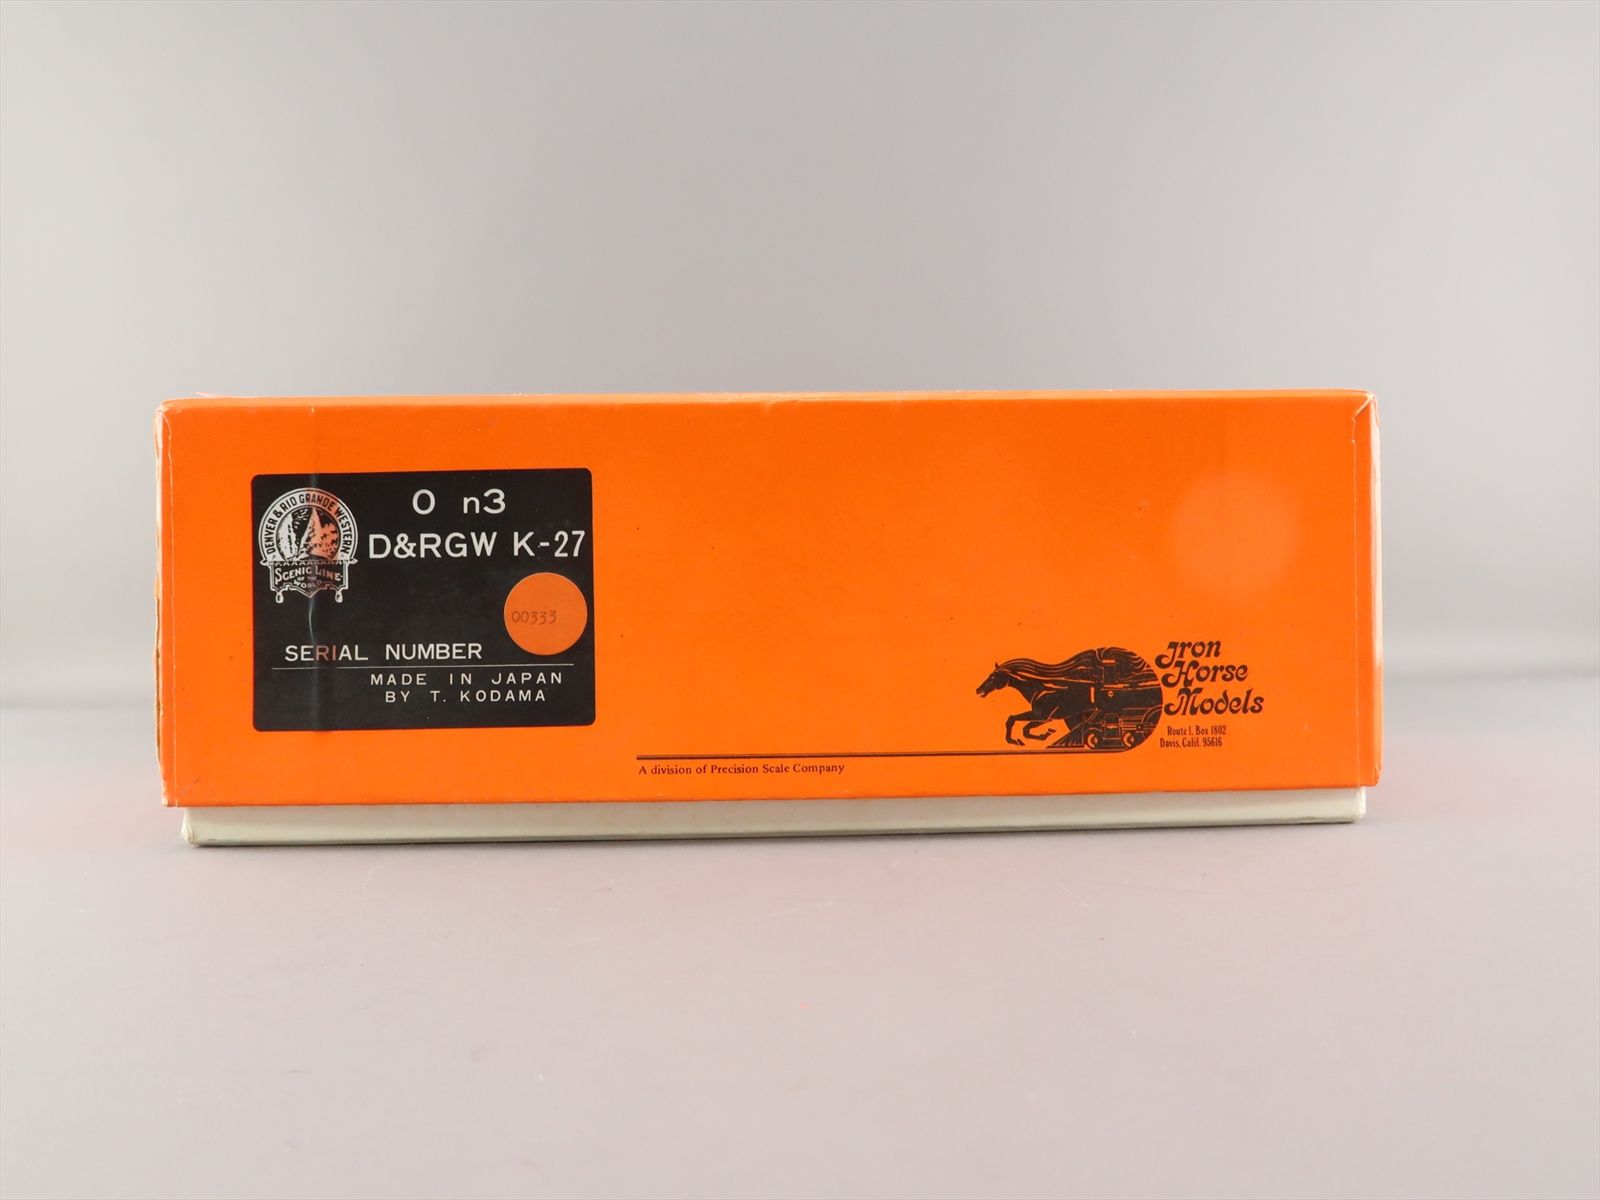 DENVER & RIO GRANDE WESTERN
SCENIC LINE
OF THE
WORLD
O n3
D&RGW K-27
00333
SERIAL NUMBER
MADE IN JAPAN
BY T. KODAMA
Iron
Horse
Models
Route 1, Box 1802
Davis, Calif. 95616
A division of Precision Scale Company